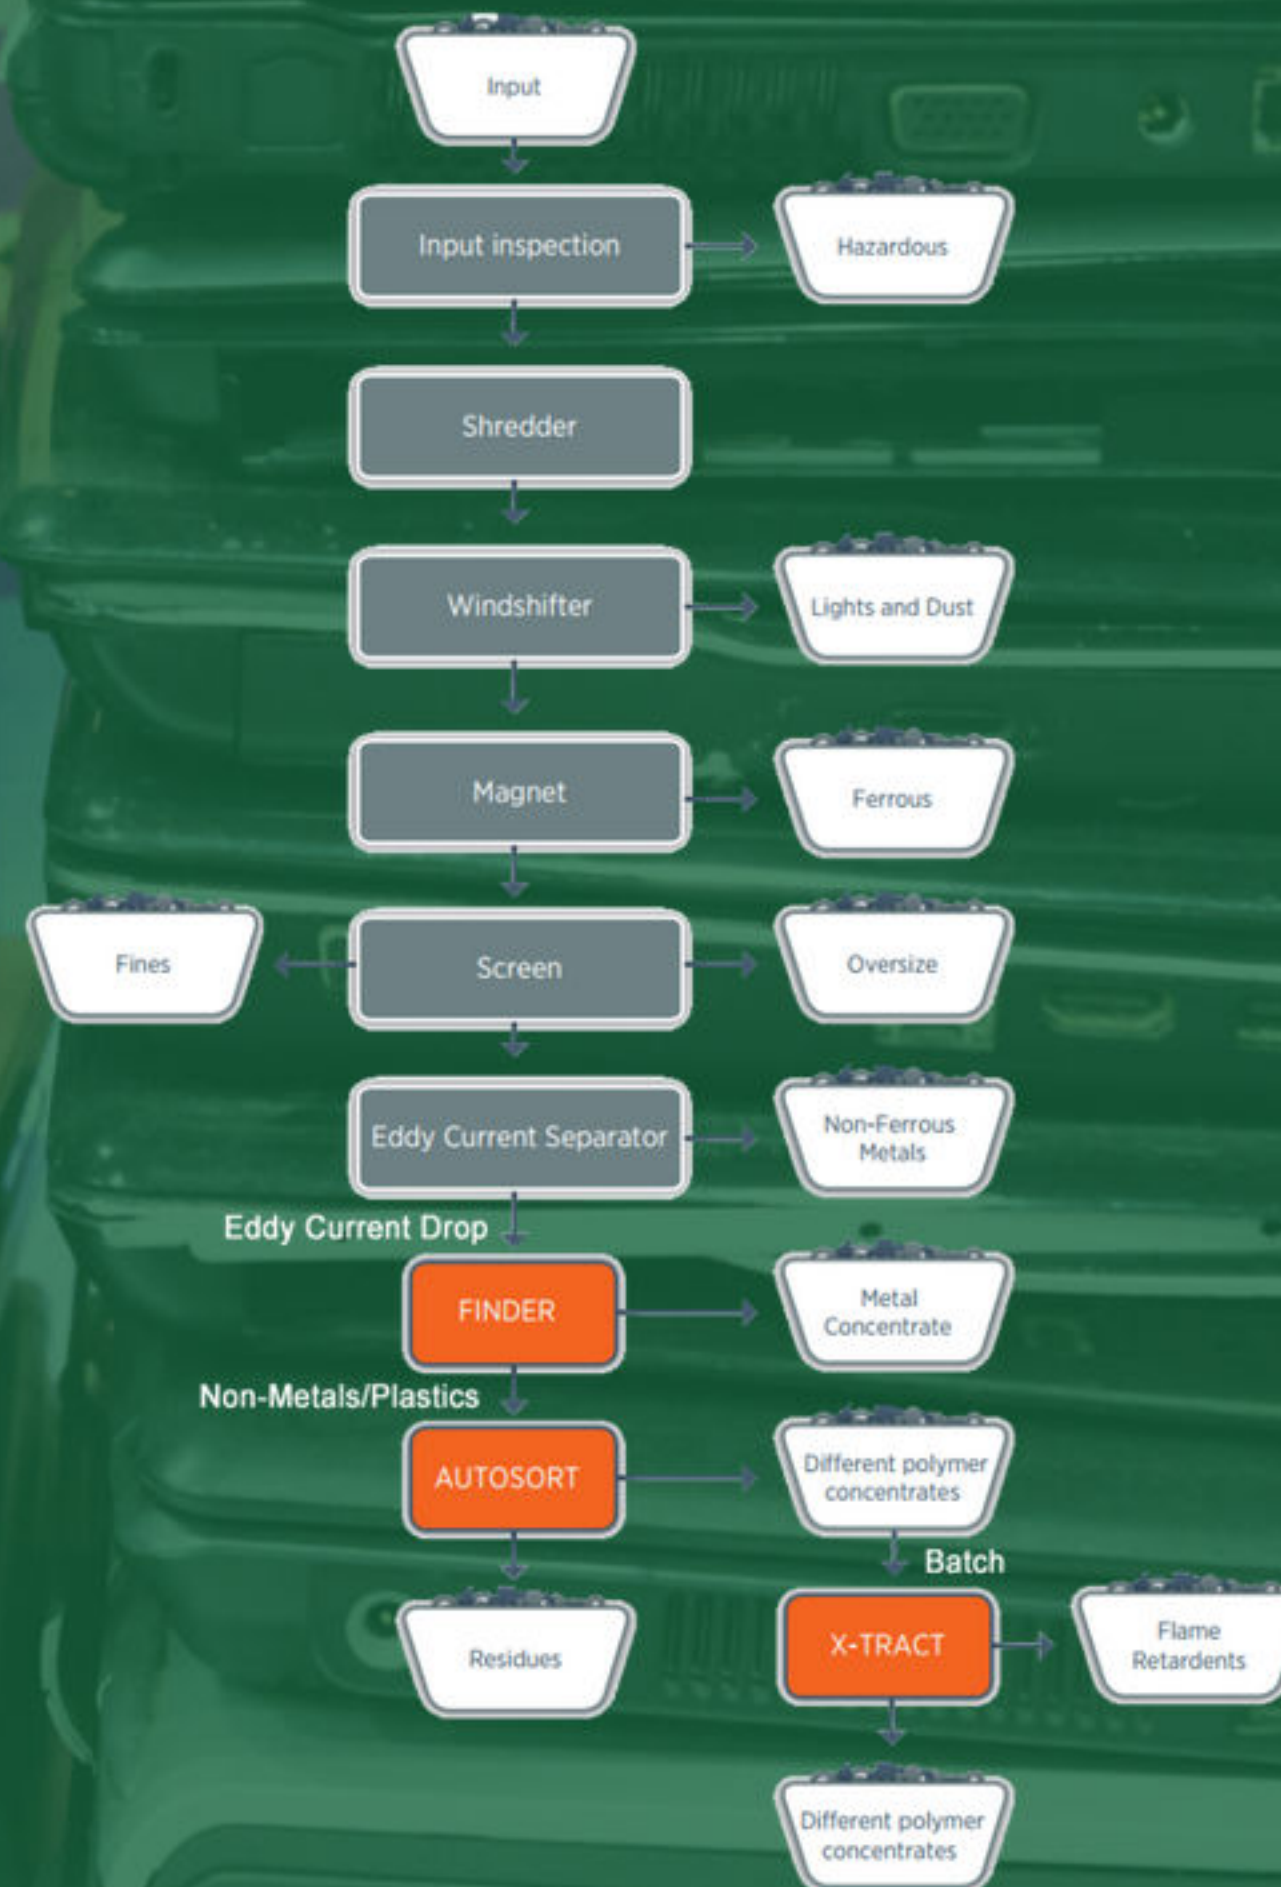 Input
Input inspection
Hazardous
Shredder
Windshifter
Lights and Dust
Magnet
Ferrous
Fines
Screen
Oversize
Eddy Current Separator
Non-Ferrous
Metals
Eddy Current Drop
FINDER
Metal
Concentrate
Non-Metals/Plastics
AUTOSORT
Different polymer
concentrates
Batch
Residues
X-TRACT
Flame
Retardents
Different polymer
concentrates